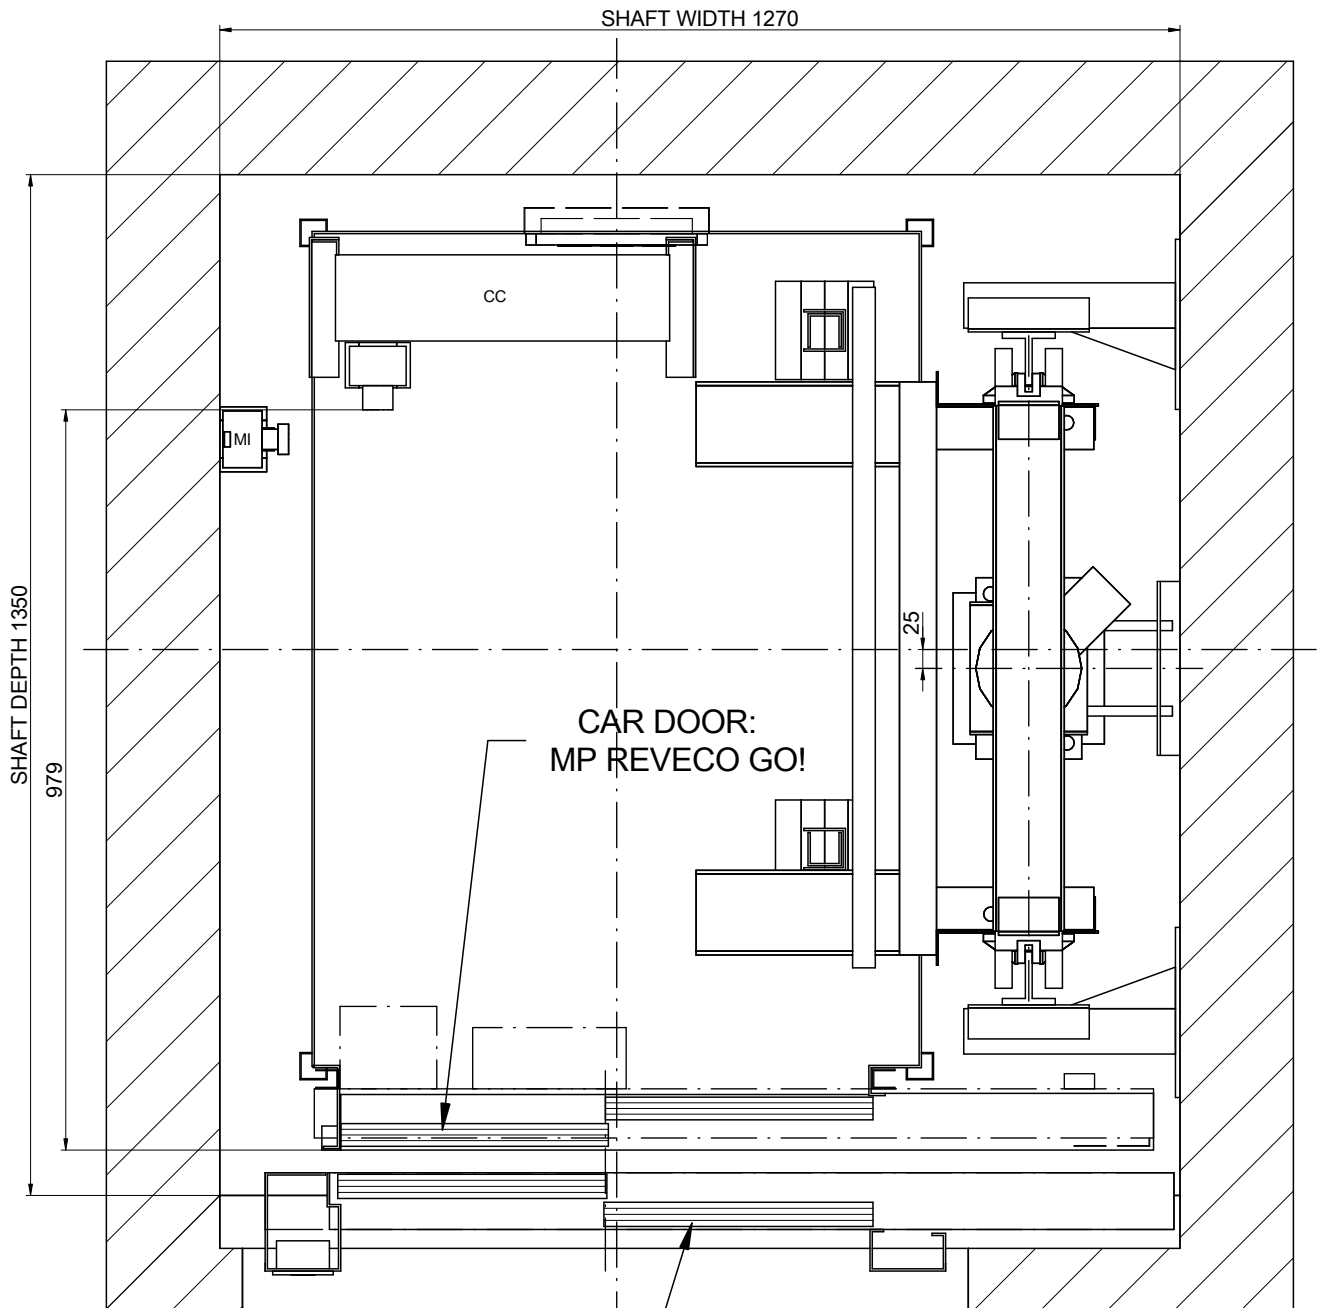 SHAFT WIDTH 1270
CC
MI
SHAFT DEPTH 1350
979
25
CAR DOOR:
MP REVECO GO!